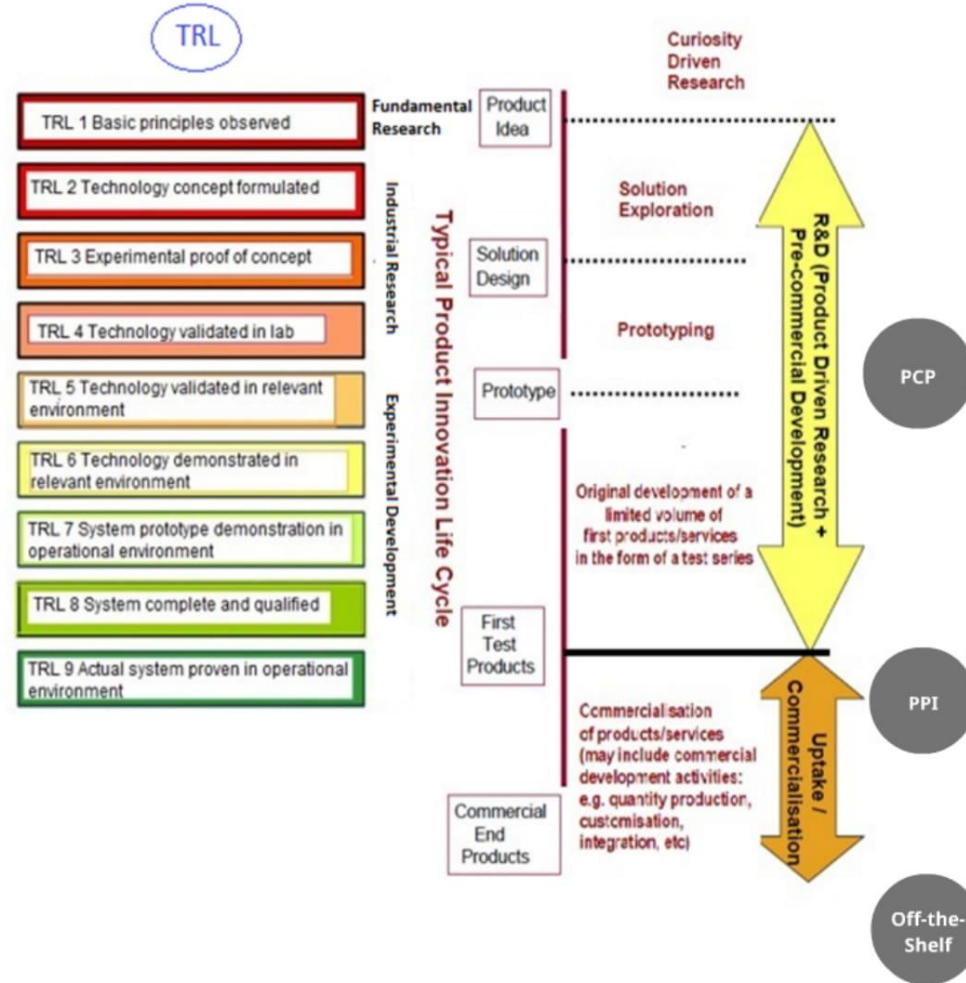 TRL
TRL 1 Basic principles observed
TRL 2 Technology concept formulated
TRL 3 Experimental proof of concept
TRL 4 Technology validated in lab
TRL 5 Technology validated in relevant
environment
TRL 6 Technology demonstrated in
relevant environment
TRL 7 System prototype demonstration in
operational environment
TRL 8 System complete and qualified
TRL 9 Actual system proven in operational
environment
Fundamental
Research
Industrial Research
Experimental Development
Typical Product Innovation Life Cycle
Product
Idea
Solution
Design
Prototype
First
Test
Products
Commercial
End
Products
Curiosity
Driven
Research
Solution
Exploration
Prototyping
Original development of a
limited volume of
first products/services
in the form of a test series
Commercialisation
of products/services
(may include commercial
development activities:
e.g. quantity production,
customisation,
integration, etc)
R&D (Product Driven Research +
Pre-commercial Development)
Uptake /
Commercialisation
PCP
PPI
Off-the-
Shelf